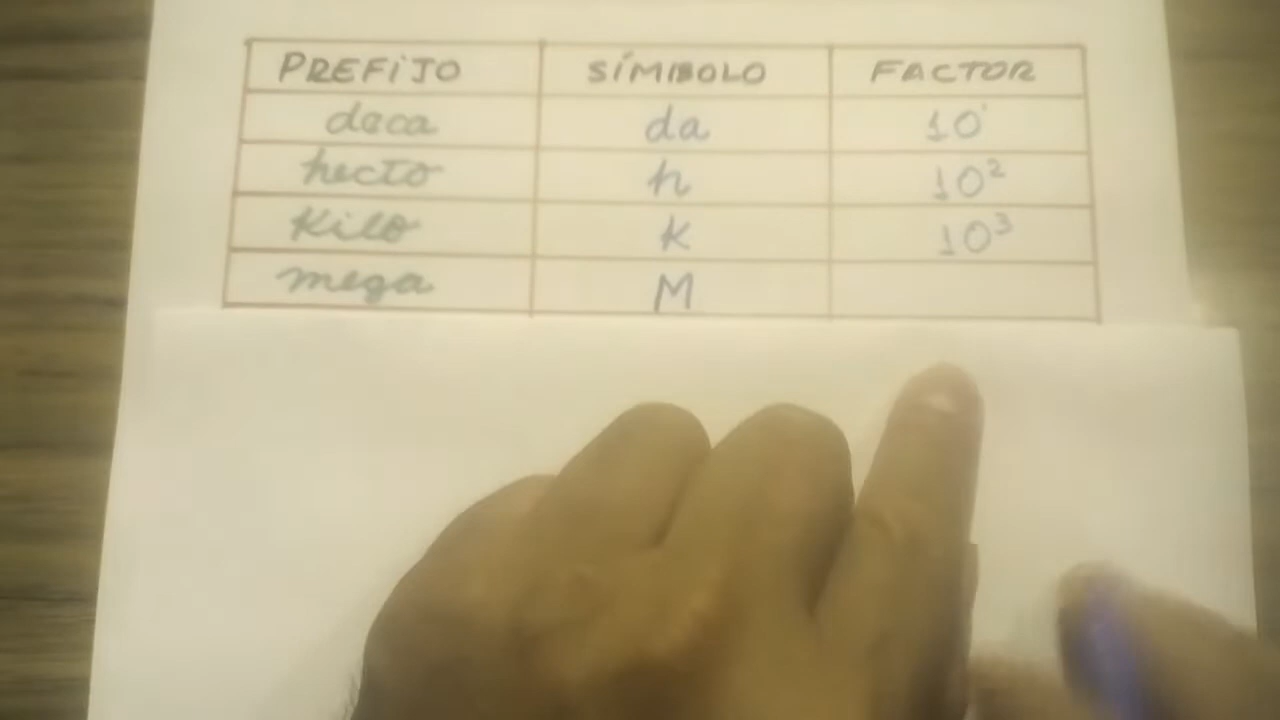 PREFIJO SÍMBOLO FACTOR
deca da 10¹
hecto h 10²
Kilo k 10³
mega M